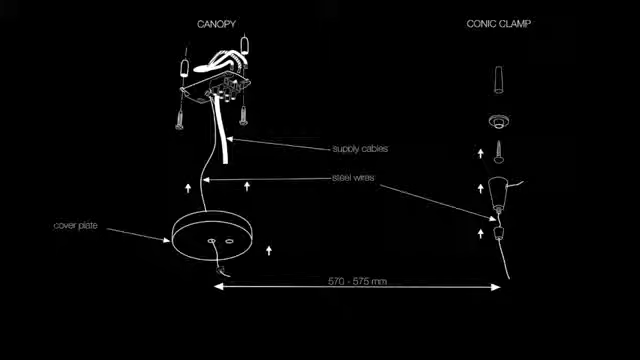 CANOPY
CONIC CLAMP
supply cables
steel wires
cover plate
570 - 575 mm